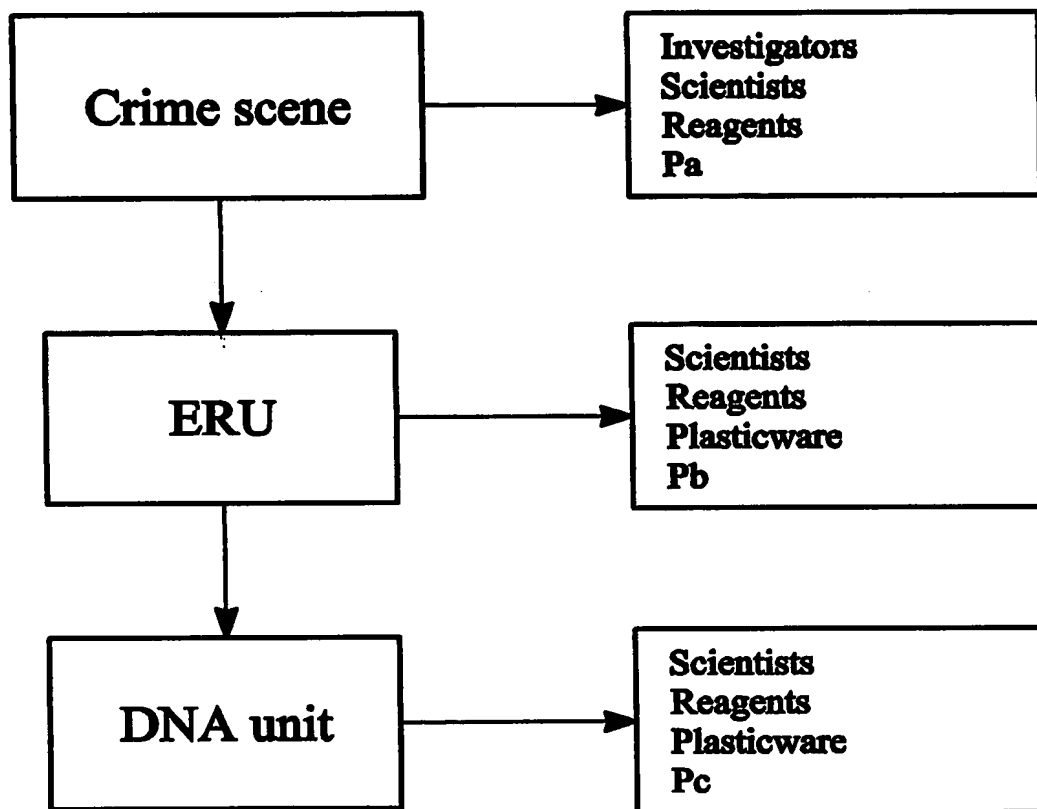 Crime scene
Investigators
Scientists
Reagents
Pa
ERU
Scientists
Reagents
Plasticware
Pb
DNA unit
Scientists
Reagents
Plasticware
Pc